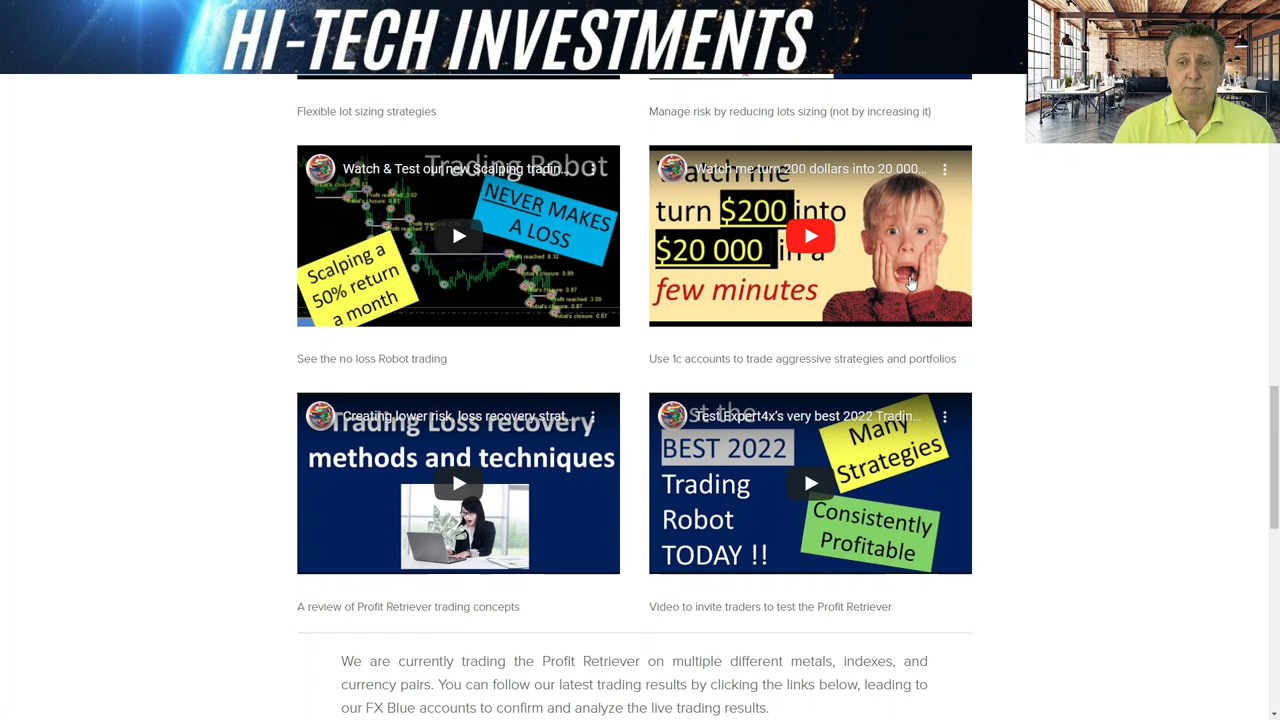 HI-TECH INVESTMENTS
Flexible lot sizing strategies
Manage risk by reducing lots sizing (not by increasing it)
Trading Robot
Watch & Test our new Scalping tradin...
NEVER MAKES
A LOSS
Scalping a
50% return
a month
Watch me
Watch me turn 200 dollars into 20 000...
turn $200 into
$20 000 in a
few minutes
See the no loss Robot trading
Use 1c accounts to trade aggressive strategies and portfolios
Creating lower risk, loss recovery strat...
Trading Loss recovery
methods and techniques
Test Expert4x's very best 2022 Tradin...
BEST 2022
Trading
Robot
TODAY !!
Many
Strategies
Consistently
Profitable
A review of Profit Retriever trading concepts
Video to invite traders to test the Profit Retriever
We are currently trading the Profit Retriever on multiple different metals, indexes, and
currency pairs. You can follow our latest trading results by clicking the links below, leading to
our FX Blue accounts to confirm and analyze the live trading results.